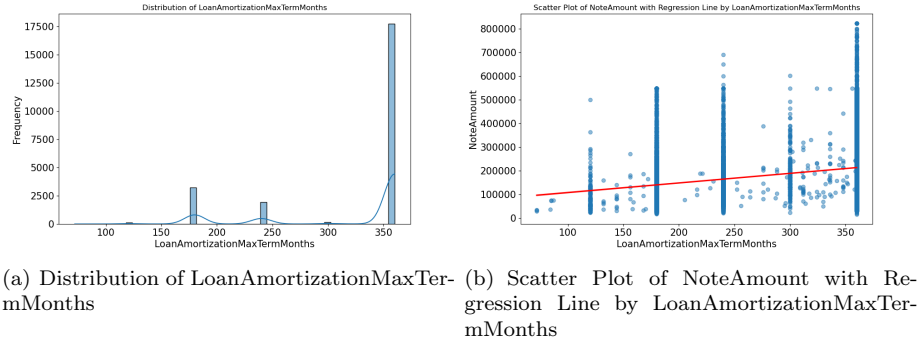 Distribution of LoanAmortizationMaxTermMonths
17500
15000
12500
10000
7500
5000
2500
0
Frequency
100
150
200
250
300
350
LoanAmortizationMaxTermMonths
(a) Distribution of LoanAmortizationMaxTer-
mMonths
Scatter Plot of NoteAmount with Regression Line by LoanAmortizationMaxTermMonths
800000
700000
600000
500000
400000
300000
200000
100000
0
NoteAmount
100
150
200
250
300
350
LoanAmortizationMaxTermMonths
(b) Scatter Plot of NoteAmount with Re-
gression Line by LoanAmortizationMaxTer-
mMonths